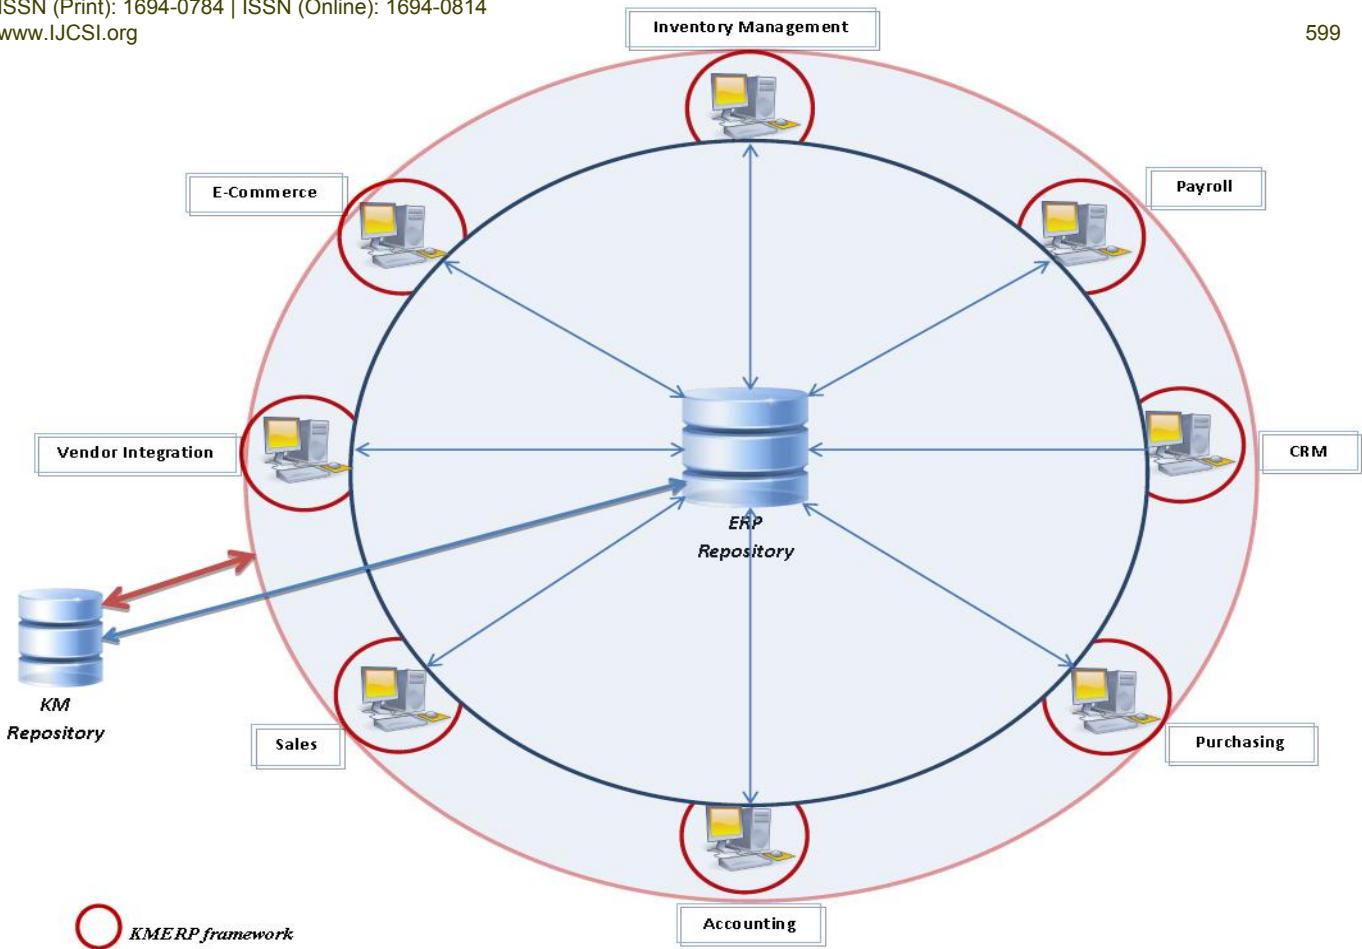 ISSN (Print): 1694-0784 | ISSN (Online): 1694-0814
www.IJCSI.org
599
Inventory Management
E-Commerce
Payroll
Vendor Integration
CRM
ERP
Repository
KM
Repository
Sales
Purchasing
Accounting
KMERP framework